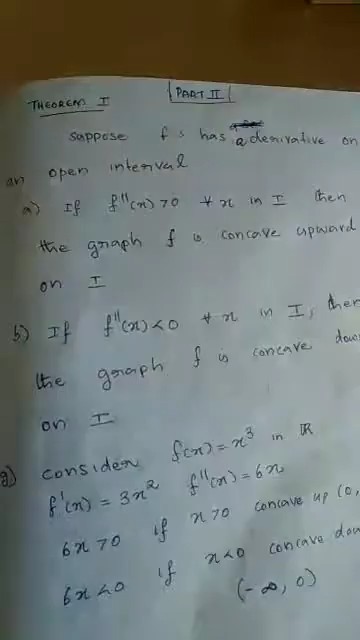 THEOREM I
PART II
suppose f s has a derivative on
an open interval
a) If f''(x)>0 ∀ x in I then
the graph f is concave upward
on I
b) If f''(x)<0 ∀ x in I, then
the graph f is concave down
on I
g) consider f(x)=x³ in ℝ
f'(x) = 3x² f''(x) = 6x
6x>0 if x>0 concave up (0,
6x<0 if x<0 concave down
(-∞, 0)